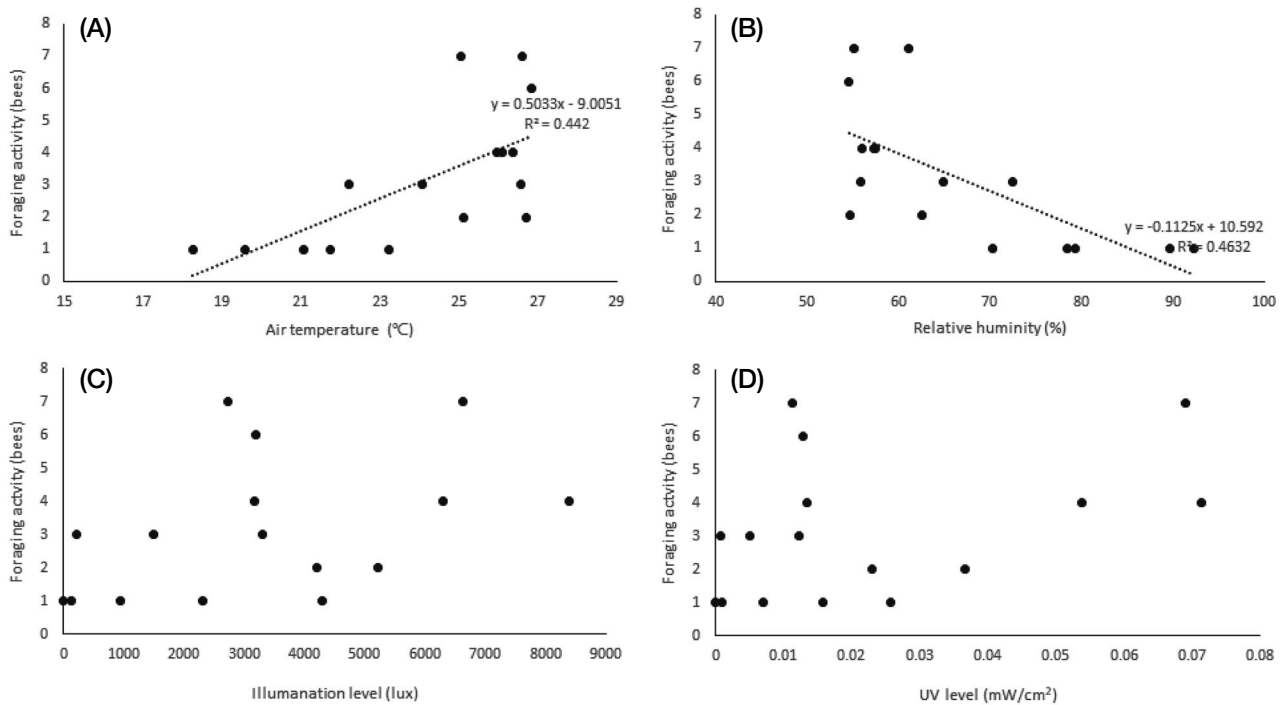 (A)
8
7
6
5
4
3
2
1
0
Foraging activity (bees)
y = 0.5033x - 9.0051
R² = 0.442
15 17 19 21 23 25 27 29
Air temperature (℃)
(B)
8
7
6
5
4
3
2
1
0
Foraging activity (bees)
y = -0.1125x + 10.592
R² = 0.4632
40 50 60 70 80 90 100
Relative huminity (%)
(C)
8
7
6
5
4
3
2
1
0
Foraging actvity (bees)
0 1000 2000 3000 4000 5000 6000 7000 8000 9000
Illumanation level (lux)
(D)
8
7
6
5
4
3
2
1
0
Foraging activity (bees)
0 0.01 0.02 0.03 0.04 0.05 0.06 0.07 0.08
UV level (mW/cm²)